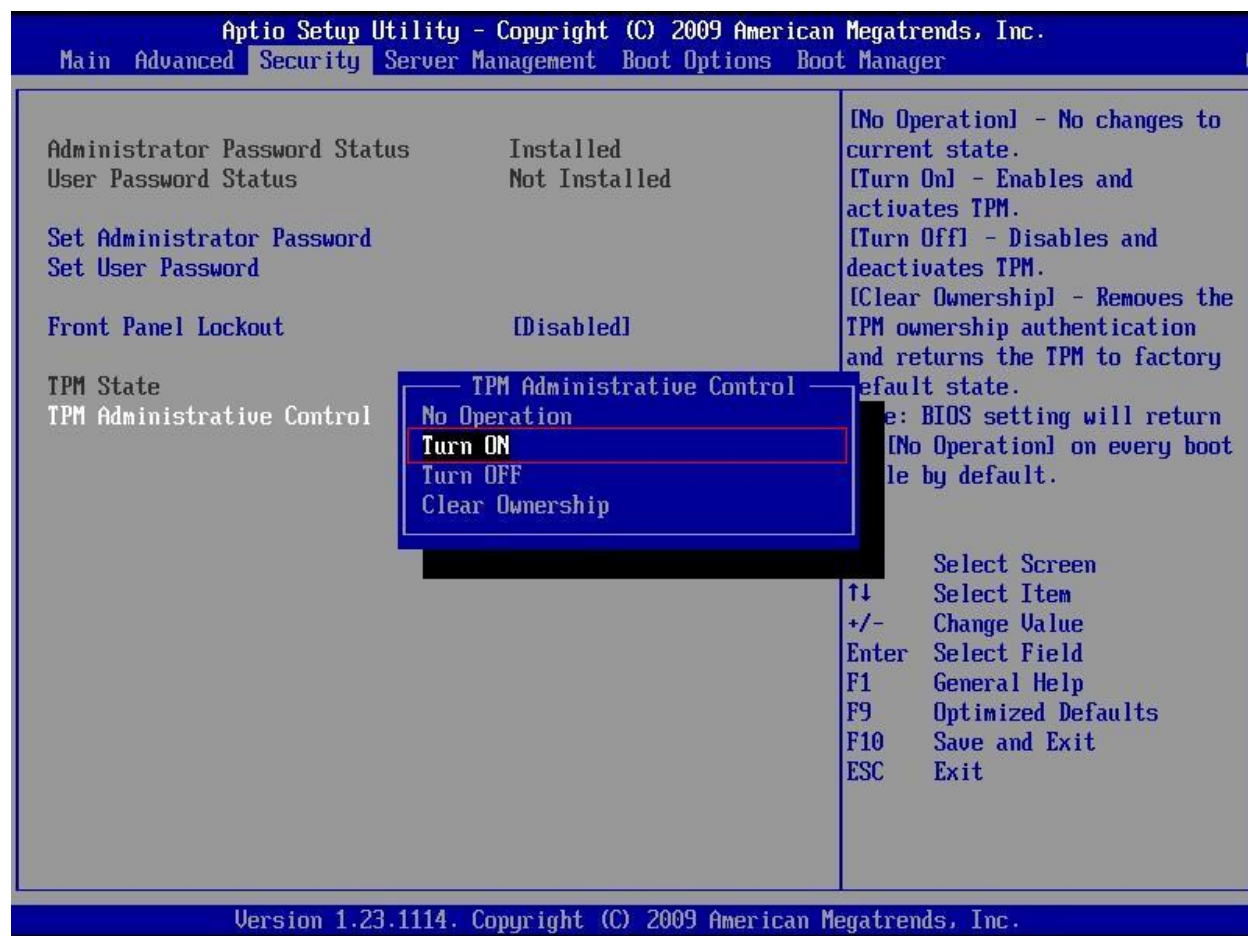 Aptio Setup Utility - Copyright (C) 2009 American Megatrends, Inc.
Main Advanced Security Server Management Boot Options Boot Manager
Administrator Password Status Installed
User Password Status Not Installed
Set Administrator Password
Set User Password
Front Panel Lockout [Disabled]
TPM State
TPM Administrative Control
TPM Administrative Control
No Operation
Turn ON
Turn OFF
Clear Ownership
[No Operation] - No changes to
current state.
[Turn On] - Enables and
activates TPM.
[Turn Off] - Disables and
deactivates TPM.
[Clear Ownership] - Removes the
TPM ownership authentication
and returns the TPM to factory
efault state.
e: BIOS setting will return
[No Operation] on every boot
le by default.
Select Screen
↑↓ Select Item
+/- Change Value
Enter Select Field
F1 General Help
F9 Optimized Defaults
F10 Save and Exit
ESC Exit
Version 1.23.1114. Copyright (C) 2009 American Megatrends, Inc.